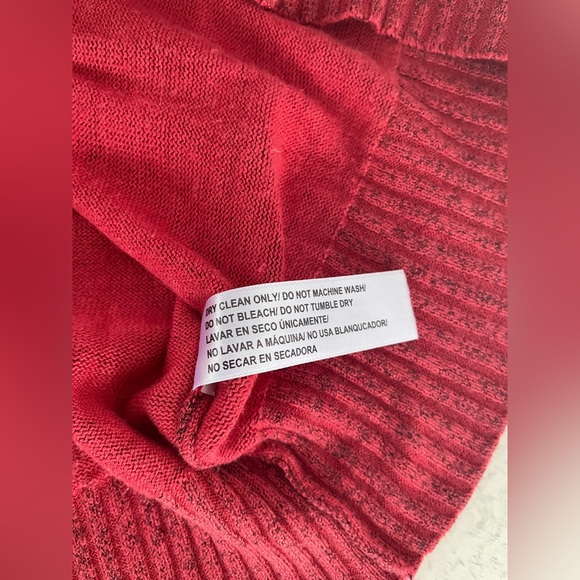 DRY CLEAN ONLY/ DO NOT MACHINE WASH/
DO NOT BLEACH/ DO NOT TUMBLE DRY
LAVAR EN SECO ÚNICAMENTE/
NO LAVAR A MÁQUINA/ NO USA BLANQUCADOR/
NO SECAR EN SECADORA